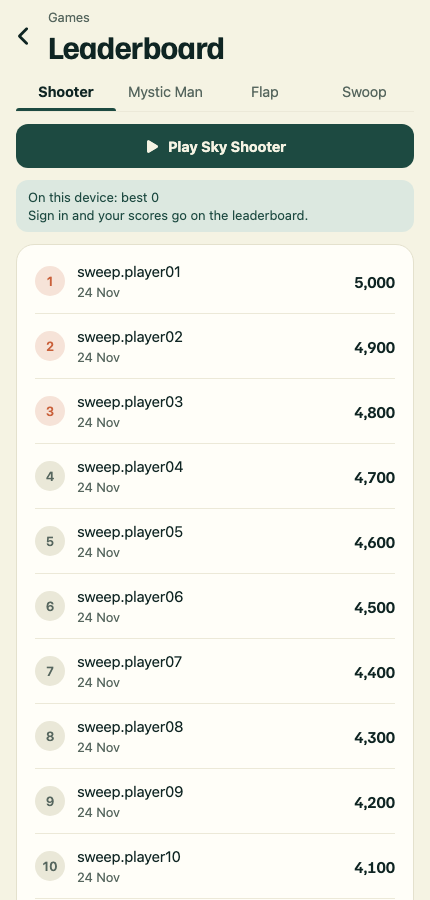 Games
Leaderboard
Shooter Mystic Man Flap Swoop
Play Sky Shooter
On this device: best 0
Sign in and your scores go on the leaderboard.
1 sweep.player01 5,000
24 Nov
2 sweep.player02 4,900
24 Nov
3 sweep.player03 4,800
24 Nov
4 sweep.player04 4,700
24 Nov
5 sweep.player05 4,600
24 Nov
6 sweep.player06 4,500
24 Nov
7 sweep.player07 4,400
24 Nov
8 sweep.player08 4,300
24 Nov
9 sweep.player09 4,200
24 Nov
10 sweep.player10 4,100
24 Nov